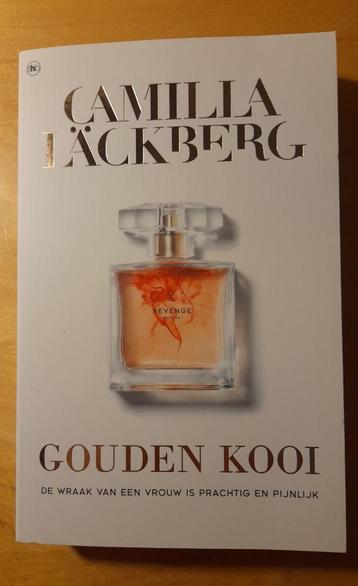 CAMILLA
LÄCKBERG
REVENGE
GOUDEN KOOI
DE WRAAK VAN EEN VROUW IS PRACHTIG EN PIJNLIJK